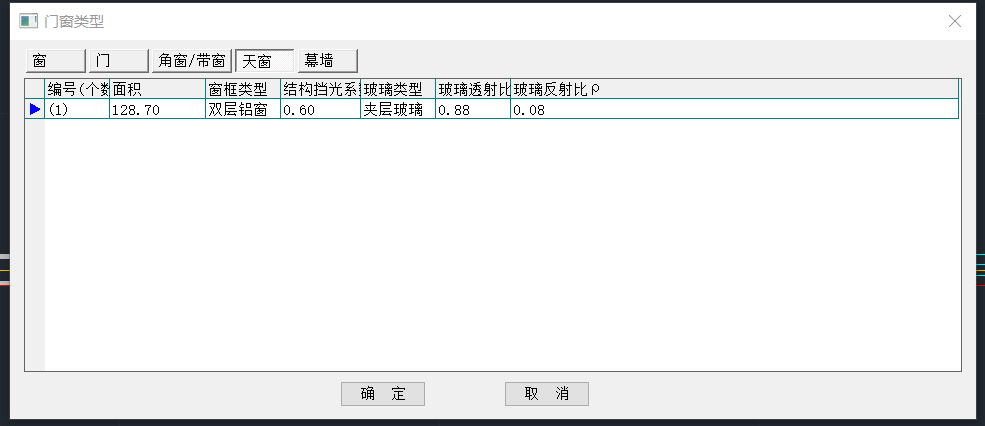 门窗类型
窗 门 角窗/带窗 天窗 幕墙
编号(个数 面积 窗框类型 结构挡光系数 玻璃类型 玻璃透射比 玻璃反射比ρ
(1) 128.70 双层铝窗 0.60 夹层玻璃 0.88 0.08
确 定 取 消